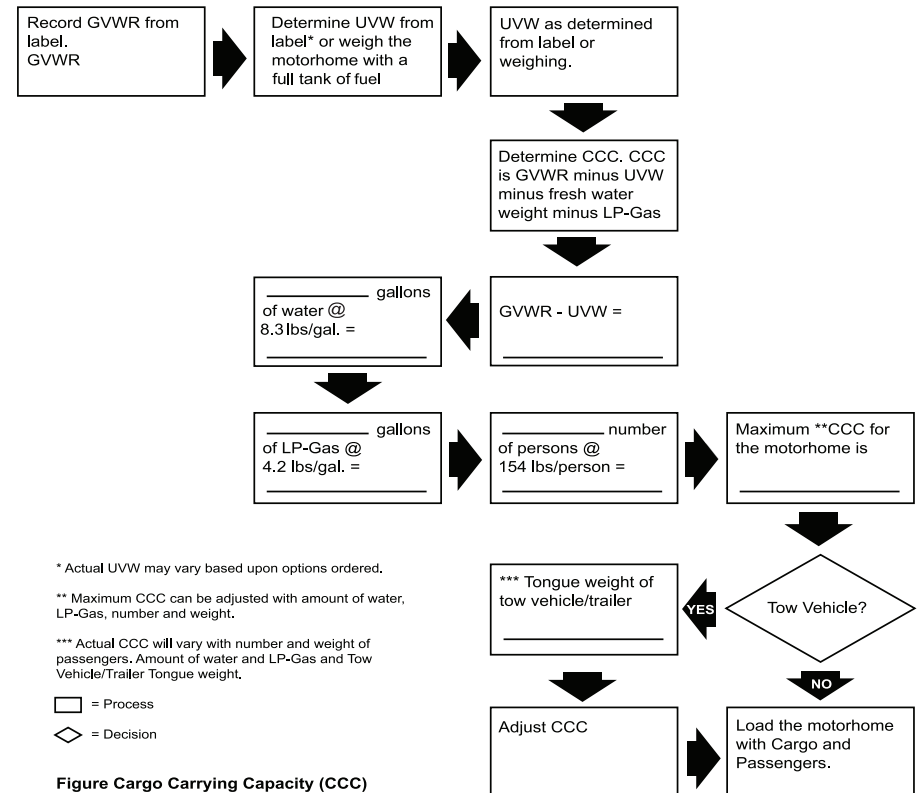 Record GVWR from
label.
GVWR
Determine UVW from
label* or weigh the
motorhome with a
full tank of fuel
UVW as determined
from label or
weighing.
Determine CCC. CCC
is GVWR minus UVW
minus fresh water
weight minus LP-Gas
GVWR - UVW =
gallons
of water @
8.3 lbs/gal. =
gallons
of LP-Gas @
4.2 lbs/gal. =
number
of persons @
154 lbs/person =
Maximum **CCC for
the motorhome is
Tow Vehicle?
YES
*** Tongue weight of
tow vehicle/trailer
NO
Adjust CCC
Load the motorhome
with Cargo and
Passengers.
* Actual UVW may vary based upon options ordered.
** Maximum CCC can be adjusted with amount of water,
LP-Gas, number and weight.
*** Actual CCC will vary with number and weight of
passengers. Amount of water and LP-Gas and Tow
Vehicle/Trailer Tongue weight.
= Process
= Decision
Figure Cargo Carrying Capacity (CCC)